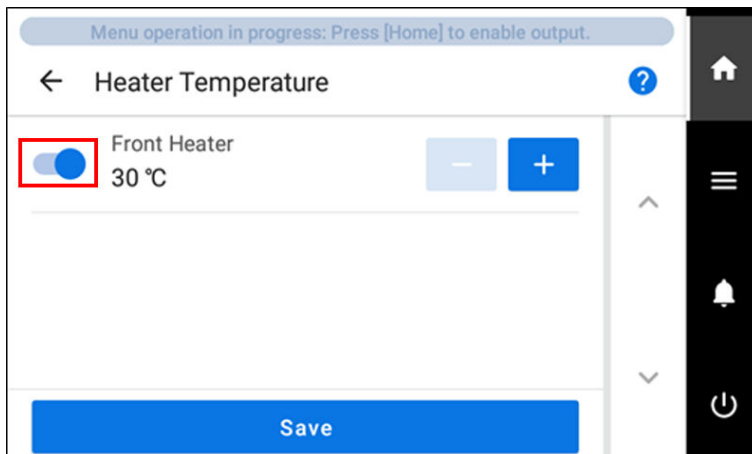 Menu operation in progress: Press [Home] to enable output.
Heater Temperature
?
Front Heater
30 ℃
Save